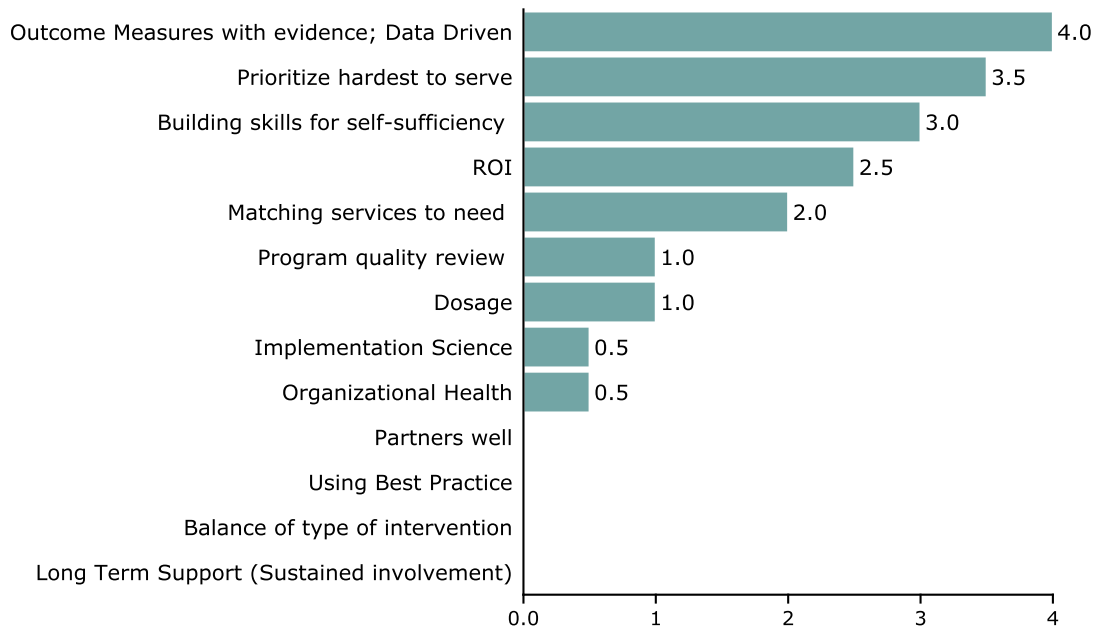 Outcome Measures with evidence; Data Driven 4.0
Prioritize hardest to serve 3.5
Building skills for self-sufficiency 3.0
ROI 2.5
Matching services to need 2.0
Program quality review 1.0
Dosage 1.0
Implementation Science 0.5
Organizational Health 0.5
Partners well
Using Best Practice
Balance of type of intervention
Long Term Support (Sustained involvement)
0.0 1 2 3 4